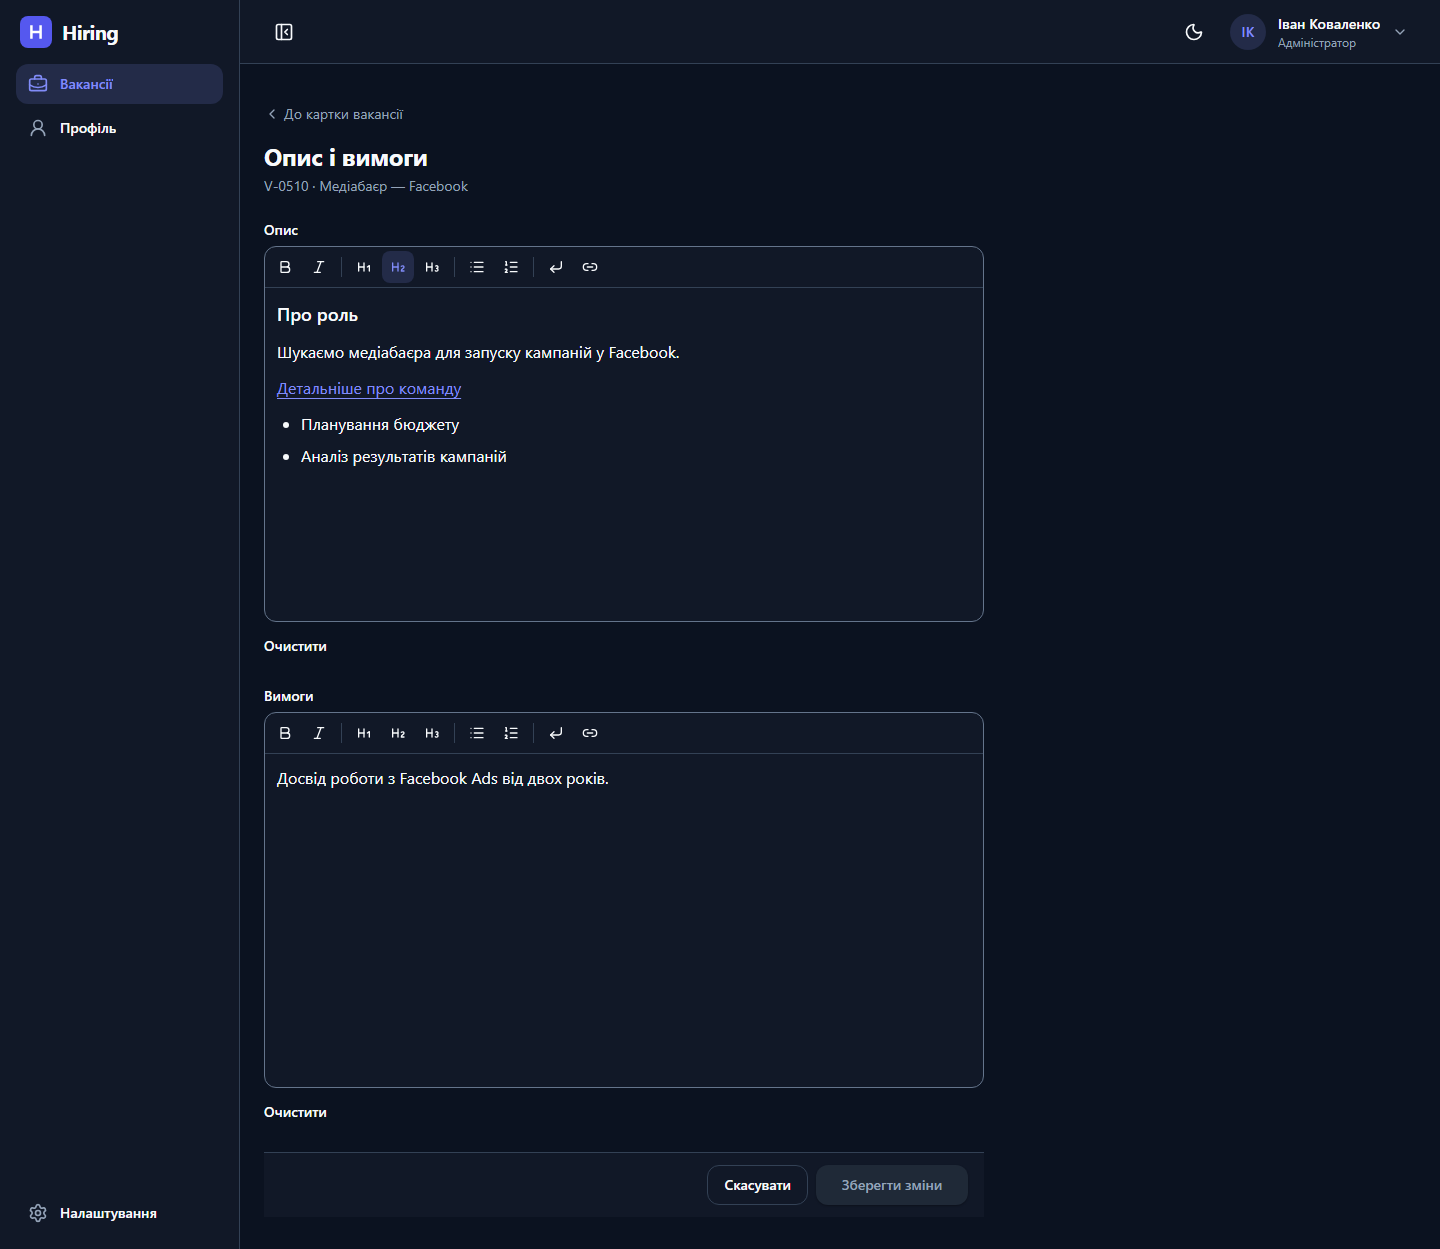 H Hiring
Вакансії
Профіль
Налаштування
ІК
Іван Коваленко
Адміністратор
До картки вакансії
Опис і вимоги
V-0510 · Медіабаєр — Facebook
Опис
B I H1 H2 H3
Про роль
Шукаємо медіабаєра для запуску кампаній у Facebook.
Детальніше про команду
• Планування бюджету
• Аналіз результатів кампаній
Очистити
Вимоги
B I H1 H2 H3
Досвід роботи з Facebook Ads від двох років.
Очистити
Скасувати
Зберегти зміни